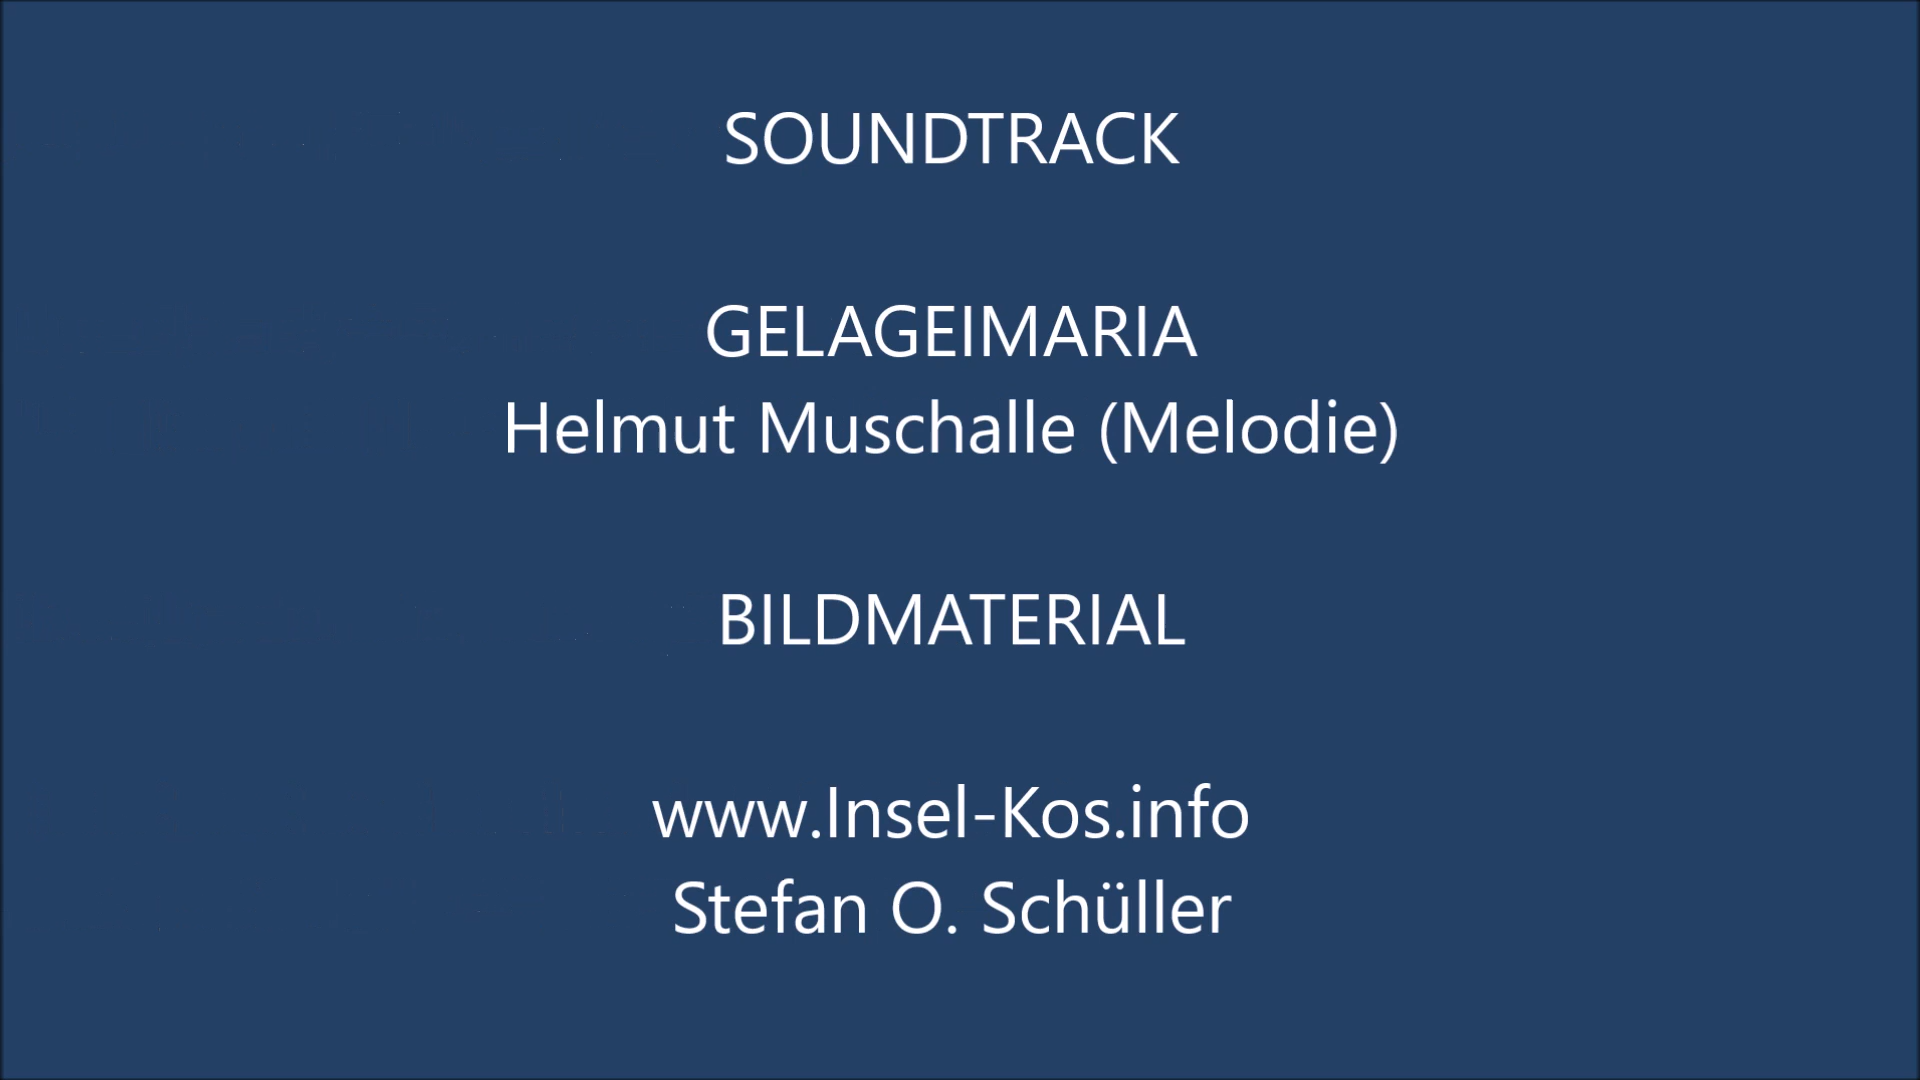 SOUNDTRACK
GELAGEIMARIA
Helmut Muschalle (Melodie)
BILDMATERIAL
www.Insel-Kos.info
Stefan O. Schüller